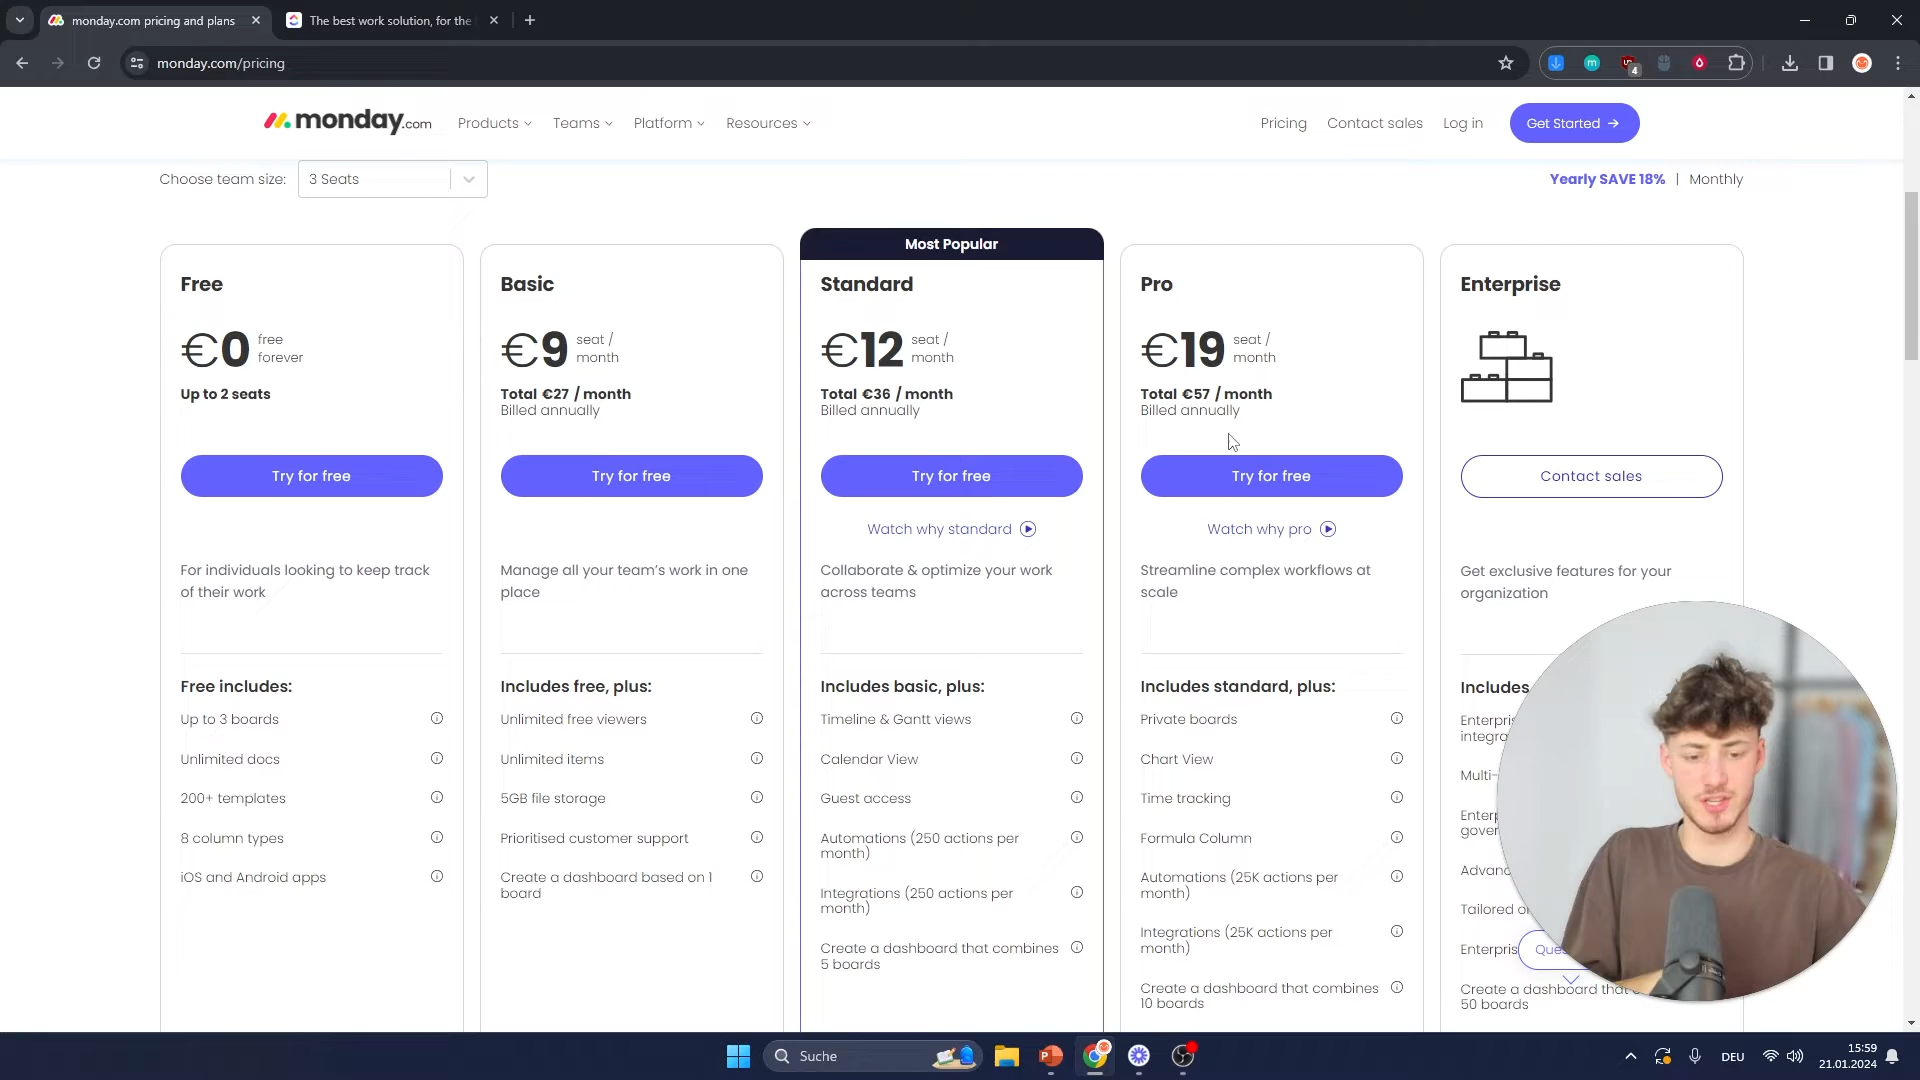 monday.com pricing and plans
The best work solution, for the
monday.com/pricing
4
monday.com
Products
Teams
Platform
Resources
Pricing
Contact sales
Log in
Get Started →
Choose team size:
3 Seats
Yearly SAVE 18% | Monthly
Free
€0 free
forever
Up to 2 seats
Try for free
For individuals looking to keep track
of their work
Free includes:
Up to 3 boards
Unlimited docs
200+ templates
8 column types
iOS and Android apps
Basic
€9 seat /
month
Total €27 / month
Billed annually
Try for free
Manage all your team's work in one
place
Includes free, plus:
Unlimited free viewers
Unlimited items
5GB file storage
Prioritised customer support
Create a dashboard based on 1
board
Most Popular
Standard
€12 seat /
month
Total €36 / month
Billed annually
Try for free
Watch why standard
Collaborate & optimize your work
across teams
Includes basic, plus:
Timeline & Gantt views
Calendar View
Guest access
Automations (250 actions per
month)
Integrations (250 actions per
month)
Create a dashboard that combines
5 boards
Pro
€19 seat /
month
Total €57 / month
Billed annually
Try for free
Watch why pro
Streamline complex workflows at
scale
Includes standard, plus:
Private boards
Chart View
Time tracking
Formula Column
Automations (25K actions per
month)
Integrations (25K actions per
month)
Create a dashboard that combines
10 boards
Enterprise
Contact sales
Get exclusive features for your
organization
Includes
Multi-
Create a dashboard that
50 boards
Suche
DEU
15:59
21.01.2024